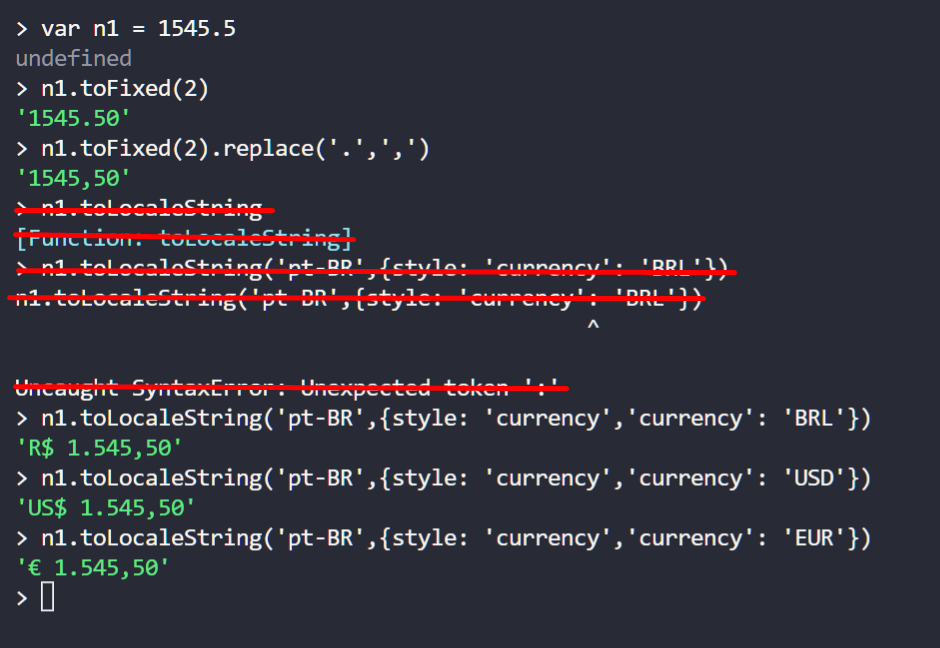 > var n1 = 1545.5
undefined
> n1.toFixed(2)
'1545.50'
> n1.toFixed(2).replace('.',',')
'1545,50'
> n1.toLocaleString
[Function: toLocaleString]
> n1.toLocaleString('pt-BR',{style: 'currency': 'BRL'})
n1.toLocaleString('pt-BR',{style: 'currency': 'BRL'})
^
Uncaught SyntaxError: Unexpected token ':'
> n1.toLocaleString('pt-BR',{style: 'currency','currency': 'BRL'})
'R$ 1.545,50'
> n1.toLocaleString('pt-BR',{style: 'currency','currency': 'USD'})
'US$ 1.545,50'
> n1.toLocaleString('pt-BR',{style: 'currency','currency': 'EUR'})
'€ 1.545,50'
>